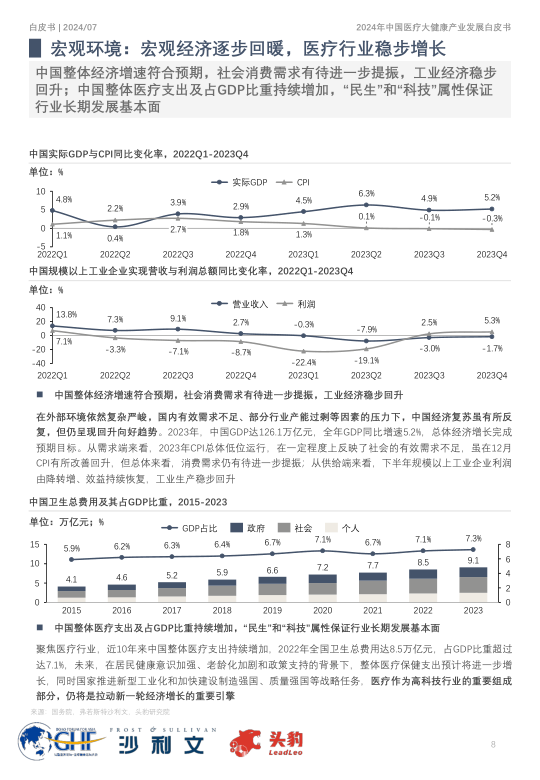 白皮书 | 2024/07
2024年中国医疗大健康产业发展白皮书
宏观环境：宏观经济逐步回暖，医疗行业稳步增长
中国整体经济增速符合预期，社会消费需求有待进一步提振，工业经济稳步
回升；中国整体医疗支出及占GDP比重持续增加，“民生”和“科技”属性保证
行业长期发展基本面
中国实际GDP与CPI同比变化率，2022Q1-2023Q4
单位：%
实际GDP CPI
10 5 0 -5
4.8% 2.2% 3.9% 2.9% 4.5% 6.3% 4.9% 5.2%
1.1% 0.4% 2.7% 1.8% 1.3% 0.1% -0.1% -0.3%
2022Q1 2022Q2 2022Q3 2022Q4 2023Q1 2023Q2 2023Q3 2023Q4
中国规模以上工业企业实现营收与利润总额同比变化率，2022Q1-2023Q4
单位：%
营业收入 利润
40 20 0 -20 -40
13.8% 7.3% 9.1% 2.7% -0.3% -7.9% 2.5% 5.3%
7.1% -3.3% -7.1% -8.7% -22.4% -19.1% -3.0% -1.7%
2022Q1 2022Q2 2022Q3 2022Q4 2023Q1 2023Q2 2023Q3 2023Q4
■ 中国整体经济增速符合预期，社会消费需求有待进一步提振，工业经济稳步回升
在外部环境依然复杂严峻，国内有效需求不足、部分行业产能过剩等因素的压力下，中国经济复苏虽有所反
复，但仍呈现回升向好趋势。2023年，中国GDP达126.1万亿元，全年GDP同比增速5.2%，总体经济增长完成
预期目标。从需求端来看，2023年CPI总体低位运行，在一定程度上反映了社会的有效需求不足，虽在12月
CPI有所改善回升，但总体来看，消费需求仍有待进一步提振；从供给端来看，下半年规模以上工业企业利润
由降转增、效益持续恢复，工业生产稳步回升
中国卫生总费用及其占GDP比重，2015-2023
单位：万亿元；%
GDP占比 政府 社会 个人
15 10 5 0
5.9% 6.2% 6.3% 6.4% 6.7% 7.1% 6.7% 7.1% 7.3%
4.1 4.6 5.2 5.9 6.6 7.2 7.7 8.5 9.1
8 6 4 2 0
2015 2016 2017 2018 2019 2020 2021 2022 2023
■ 中国整体医疗支出及占GDP比重持续增加，“民生”和“科技”属性保证行业长期发展基本面
聚焦医疗行业，近10年来中国整体医疗支出持续增加，2022年全国卫生总费用达8.5万亿元，占GDP比重超过
达7.1%，未来，在居民健康意识加强、老龄化加剧和政策支持的背景下，整体医疗保健支出预计将进一步增
长，同时国家推进新型工业化和加快建设制造强国、质量强国等战略任务，医疗作为高科技行业的重要组成
部分，仍将是拉动新一轮经济增长的重要引擎
来源：国务院，弗若斯特沙利文，头豹研究院
GHF
FROST & SULLIVAN
沙利文
头豹
LeadLeo
8